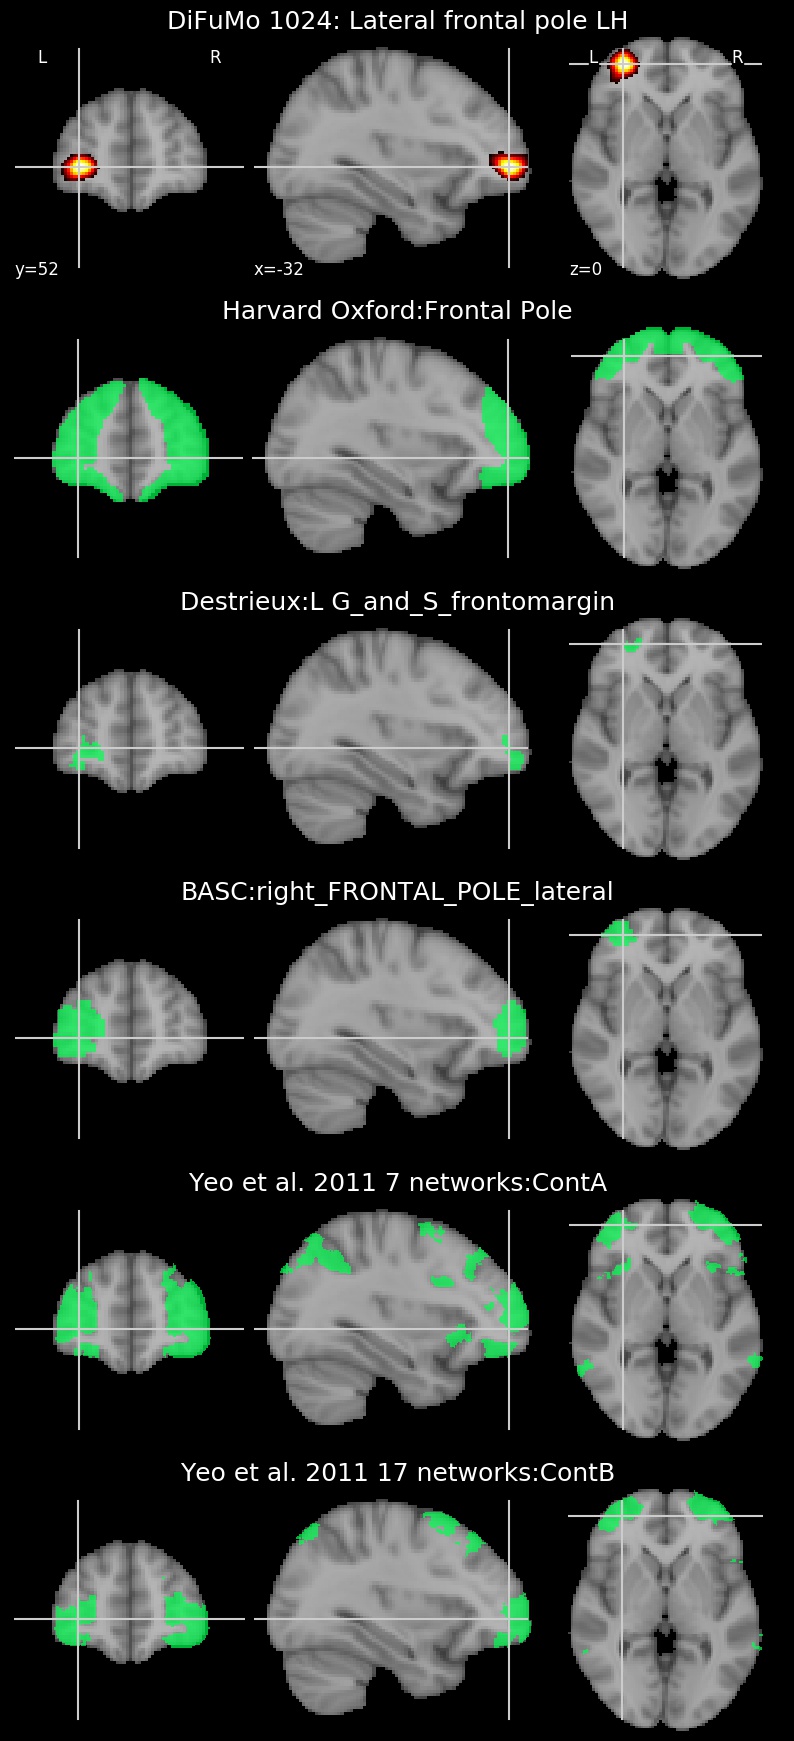 DiFuMo 1024: Lateral frontal pole LH
L R L R
y=52 x=-32 z=0
Harvard Oxford:Frontal Pole
Destrieux:L G_and_S_frontomargin
BASC:right_FRONTAL_POLE_lateral
Yeo et al. 2011 7 networks:ContA
Yeo et al. 2011 17 networks:ContB